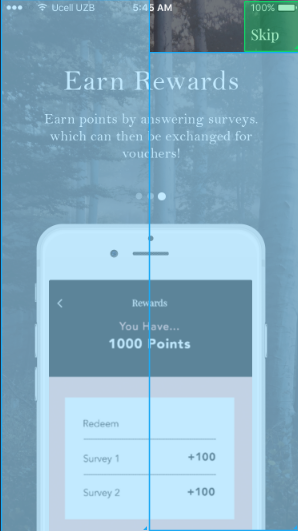 Ucell UZB 5:45 AM 100%
Skip
Earn Rewards
Earn points by answering surveys.
which can then be exchanged for
vouchers!
Rewards
You Have...
1000 Points
Redeem
Survey 1 +100
Survey 2 +100